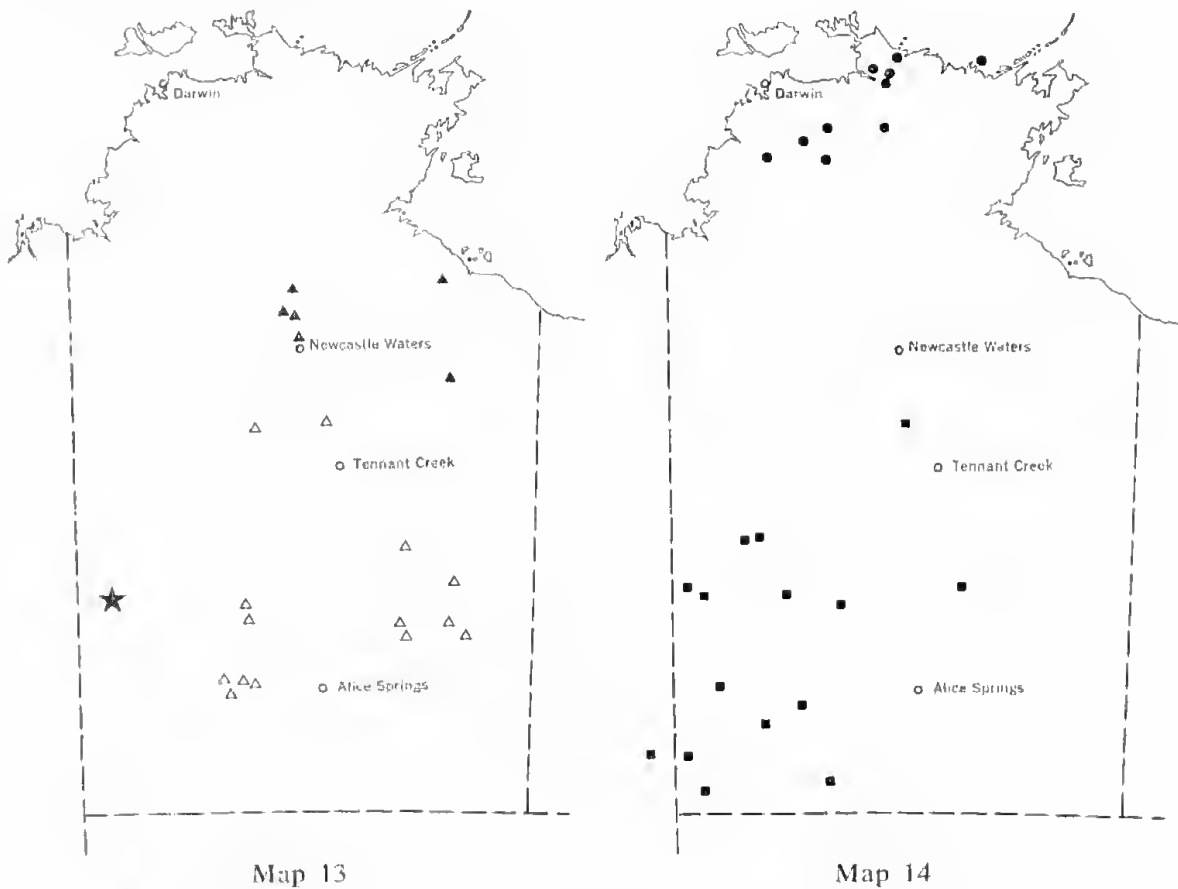 Darwin
Newcastle Waters
Tennant Creek
Alice Springs
Map 13
Darwin
Newcastle Waters
Tennant Creek
Alice Springs
Map 14